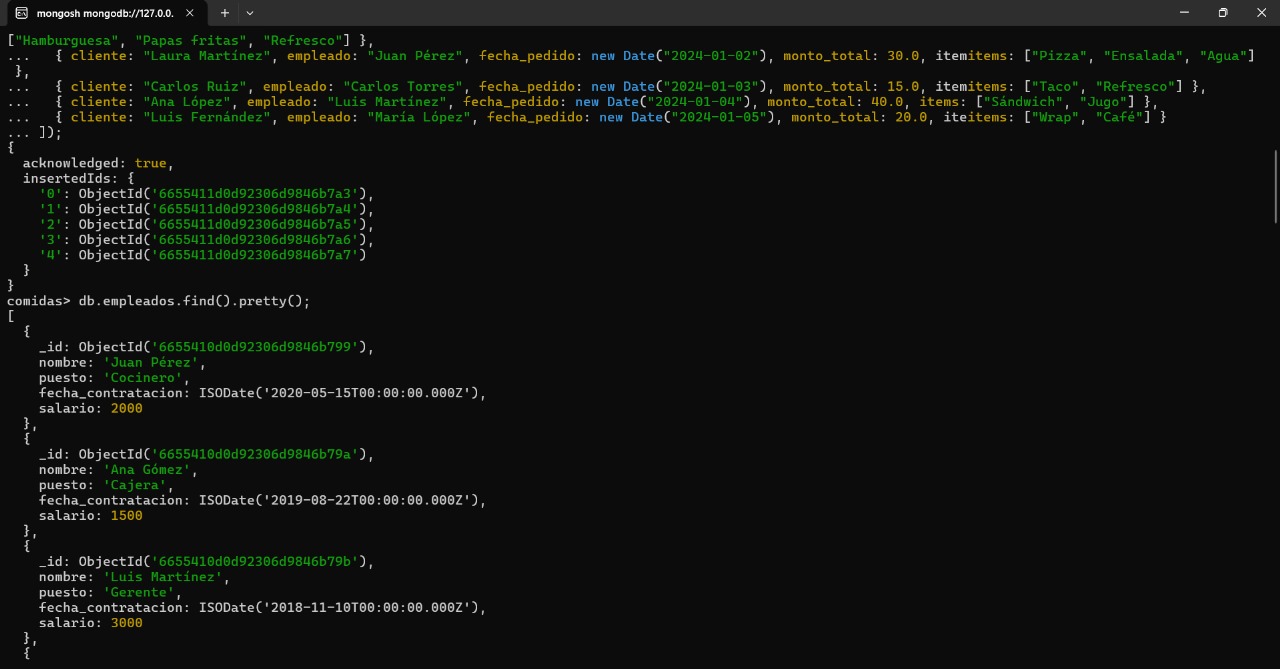 mongosh mongodb://127.0.0.
["Hamburguesa", "Papas fritas", "Refresco"] },
...   { cliente: "Laura Martínez", empleado: "Juan Pérez", fecha_pedido: new Date("2024-01-02"), monto_total: 30.0, itemitems: ["Pizza", "Ensalada", "Agua"]
 },
...   { cliente: "Carlos Ruiz", empleado: "Carlos Torres", fecha_pedido: new Date("2024-01-03"), monto_total: 15.0, itemitems: ["Taco", "Refresco"] },
...   { cliente: "Ana López", empleado: "Luis Martínez", fecha_pedido: new Date("2024-01-04"), monto_total: 40.0, items: ["Sándwich", "Jugo"] },
...   { cliente: "Luis Fernández", empleado: "María López", fecha_pedido: new Date("2024-01-05"), monto_total: 20.0, iteitems: ["Wrap", "Café"] }
... ]);
{
  acknowledged: true,
  insertedIds: {
    '0': ObjectId('6655411d0d92306d9846b7a3'),
    '1': ObjectId('6655411d0d92306d9846b7a4'),
    '2': ObjectId('6655411d0d92306d9846b7a5'),
    '3': ObjectId('6655411d0d92306d9846b7a6'),
    '4': ObjectId('6655411d0d92306d9846b7a7')
  }
}
comidas> db.empleados.find().pretty();
[
  {
    _id: ObjectId('6655410d0d92306d9846b799'),
    nombre: 'Juan Pérez',
    puesto: 'Cocinero',
    fecha_contratacion: ISODate('2020-05-15T00:00:00.000Z'),
    salario: 2000
  },
  {
    _id: ObjectId('6655410d0d92306d9846b79a'),
    nombre: 'Ana Gómez',
    puesto: 'Cajera',
    fecha_contratacion: ISODate('2019-08-22T00:00:00.000Z'),
    salario: 1500
  },
  {
    _id: ObjectId('6655410d0d92306d9846b79b'),
    nombre: 'Luis Martínez',
    puesto: 'Gerente',
    fecha_contratacion: ISODate('2018-11-10T00:00:00.000Z'),
    salario: 3000
  },
  {